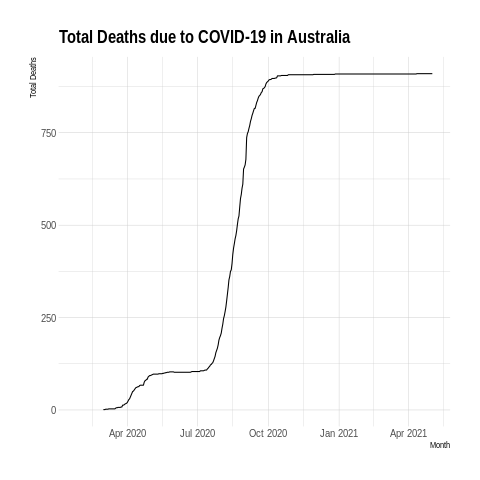 Total Deaths due to COVID-19 in Australia
Total Deaths
750
500
250
0
Apr 2020 Jul 2020 Oct 2020 Jan 2021 Apr 2021
Month